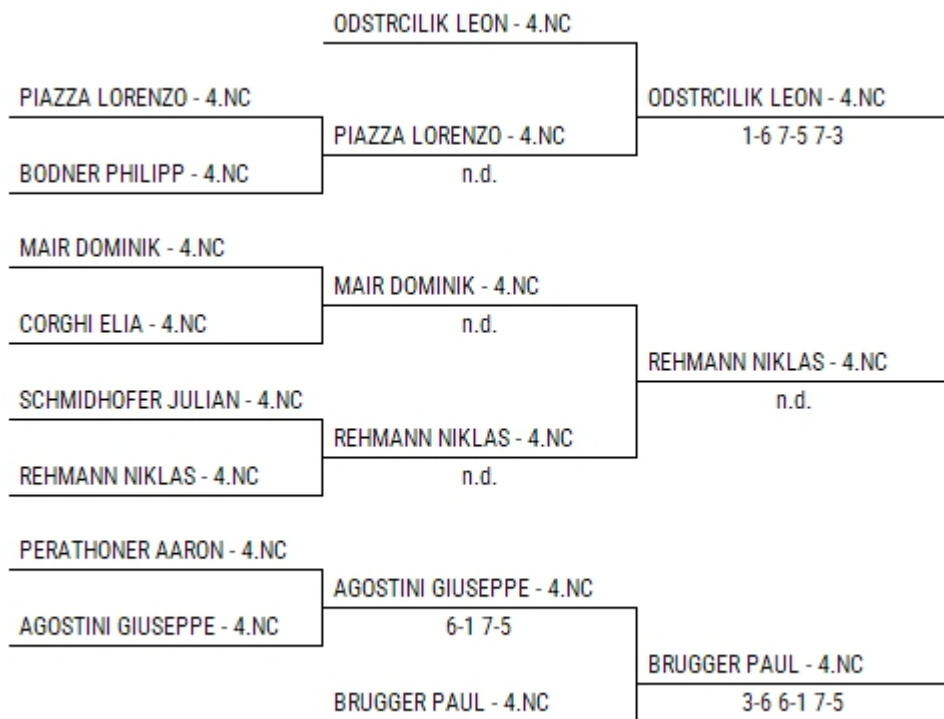 ODSTRCILIK LEON - 4.NC
PIAZZA LORENZO - 4.NC
ODSTRCILIK LEON - 4.NC
PIAZZA LORENZO - 4.NC
1-6 7-5 7-3
BODNER PHILIPP - 4.NC
n.d.
MAIR DOMINIK - 4.NC
MAIR DOMINIK - 4.NC
CORGHI ELIA - 4.NC
n.d.
REHMANN NIKLAS - 4.NC
SCHMIDHOFER JULIAN - 4.NC
n.d.
REHMANN NIKLAS - 4.NC
REHMANN NIKLAS - 4.NC
n.d.
PERATHONER AARON - 4.NC
AGOSTINI GIUSEPPE - 4.NC
AGOSTINI GIUSEPPE - 4.NC
6-1 7-5
BRUGGER PAUL - 4.NC
BRUGGER PAUL - 4.NC
3-6 6-1 7-5